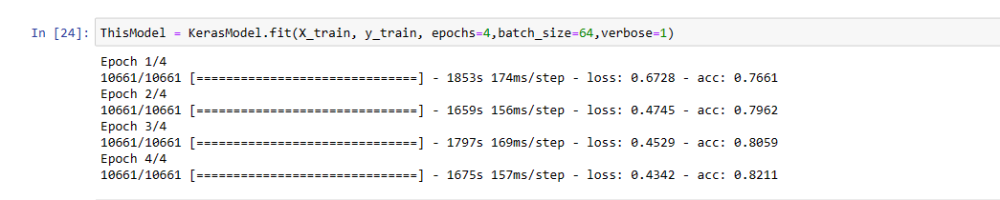 In [24]: ThisModel = KerasModel.fit(X_train, y_train, epochs=4,batch_size=64,verbose=1)
Epoch 1/4
10661/10661 [==============================] - 1853s 174ms/step - loss: 0.6728 - acc: 0.7661
Epoch 2/4
10661/10661 [==============================] - 1659s 156ms/step - loss: 0.4745 - acc: 0.7962
Epoch 3/4
10661/10661 [==============================] - 1797s 169ms/step - loss: 0.4529 - acc: 0.8059
Epoch 4/4
10661/10661 [==============================] - 1675s 157ms/step - loss: 0.4342 - acc: 0.8211